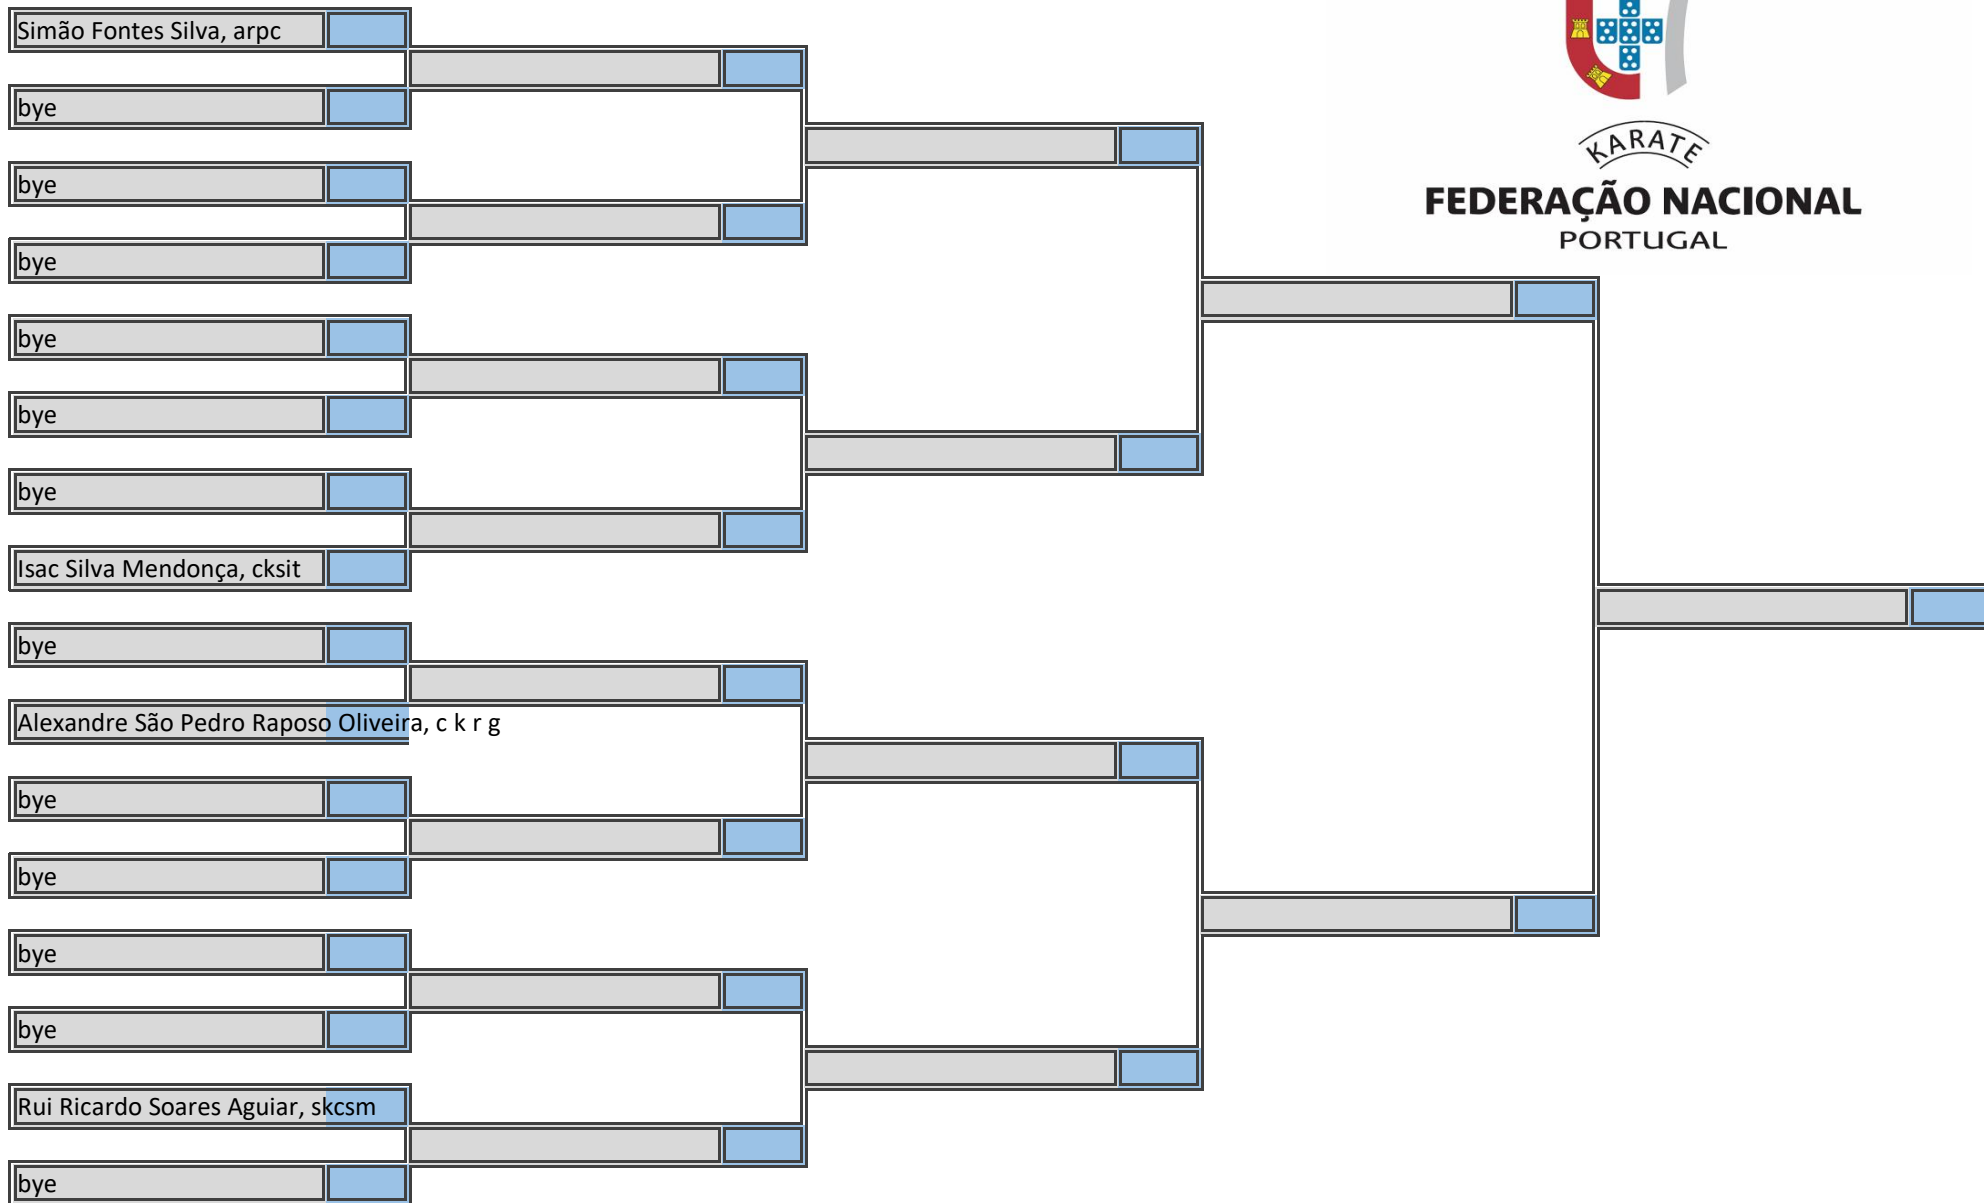 Simão Fontes Silva, arpc
bye
bye
bye
bye
bye
bye
Isac Silva Mendonça, cksit
bye
Alexandre São Pedro Raposo Oliveira, c k r g
bye
bye
bye
bye
Rui Ricardo Soares Aguiar, skcsm
bye
KARATE
FEDERAÇÃO NACIONAL
PORTUGAL